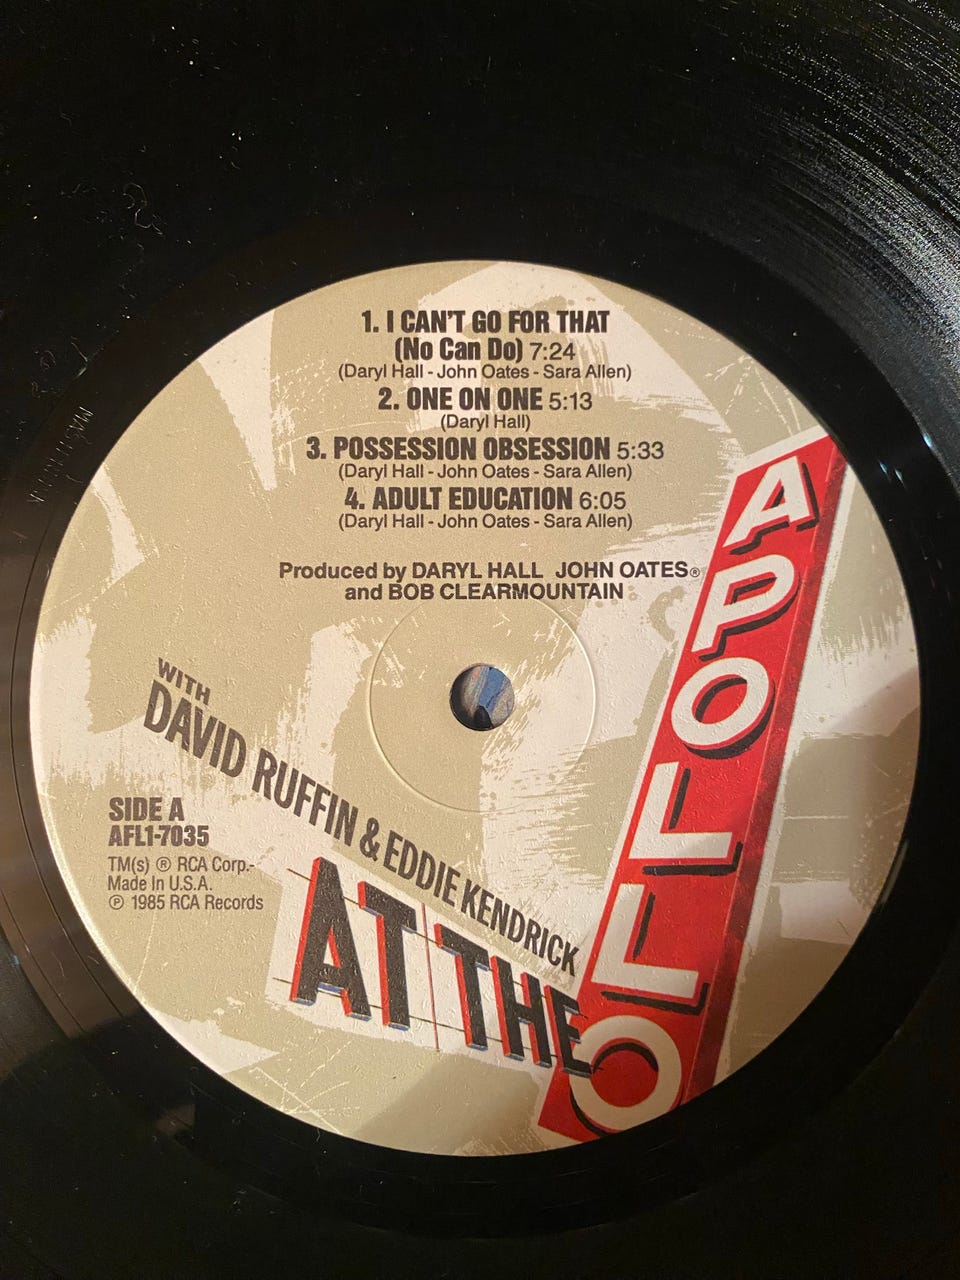 1. I CAN'T GO FOR THAT
(No Can Do) 7:24
(Daryl Hall - John Oates - Sara Allen)
2. ONE ON ONE 5:13
(Daryl Hall)
3. POSSESSION OBSESSION 5:33
(Daryl Hall - John Oates - Sara Allen)
4. ADULT EDUCATION 6:05
(Daryl Hall - John Oates - Sara Allen)
Produced by DARYL HALL JOHN OATES®
and BOB CLEARMOUNTAIN
WITH
DAVID RUFFIN & EDDIE KENDRICK
AT THE
APOLLO
SIDE A
AFL1-7035
TM(s) ® RCA Corp.-
Made In U.S.A.
℗ 1985 RCA Records